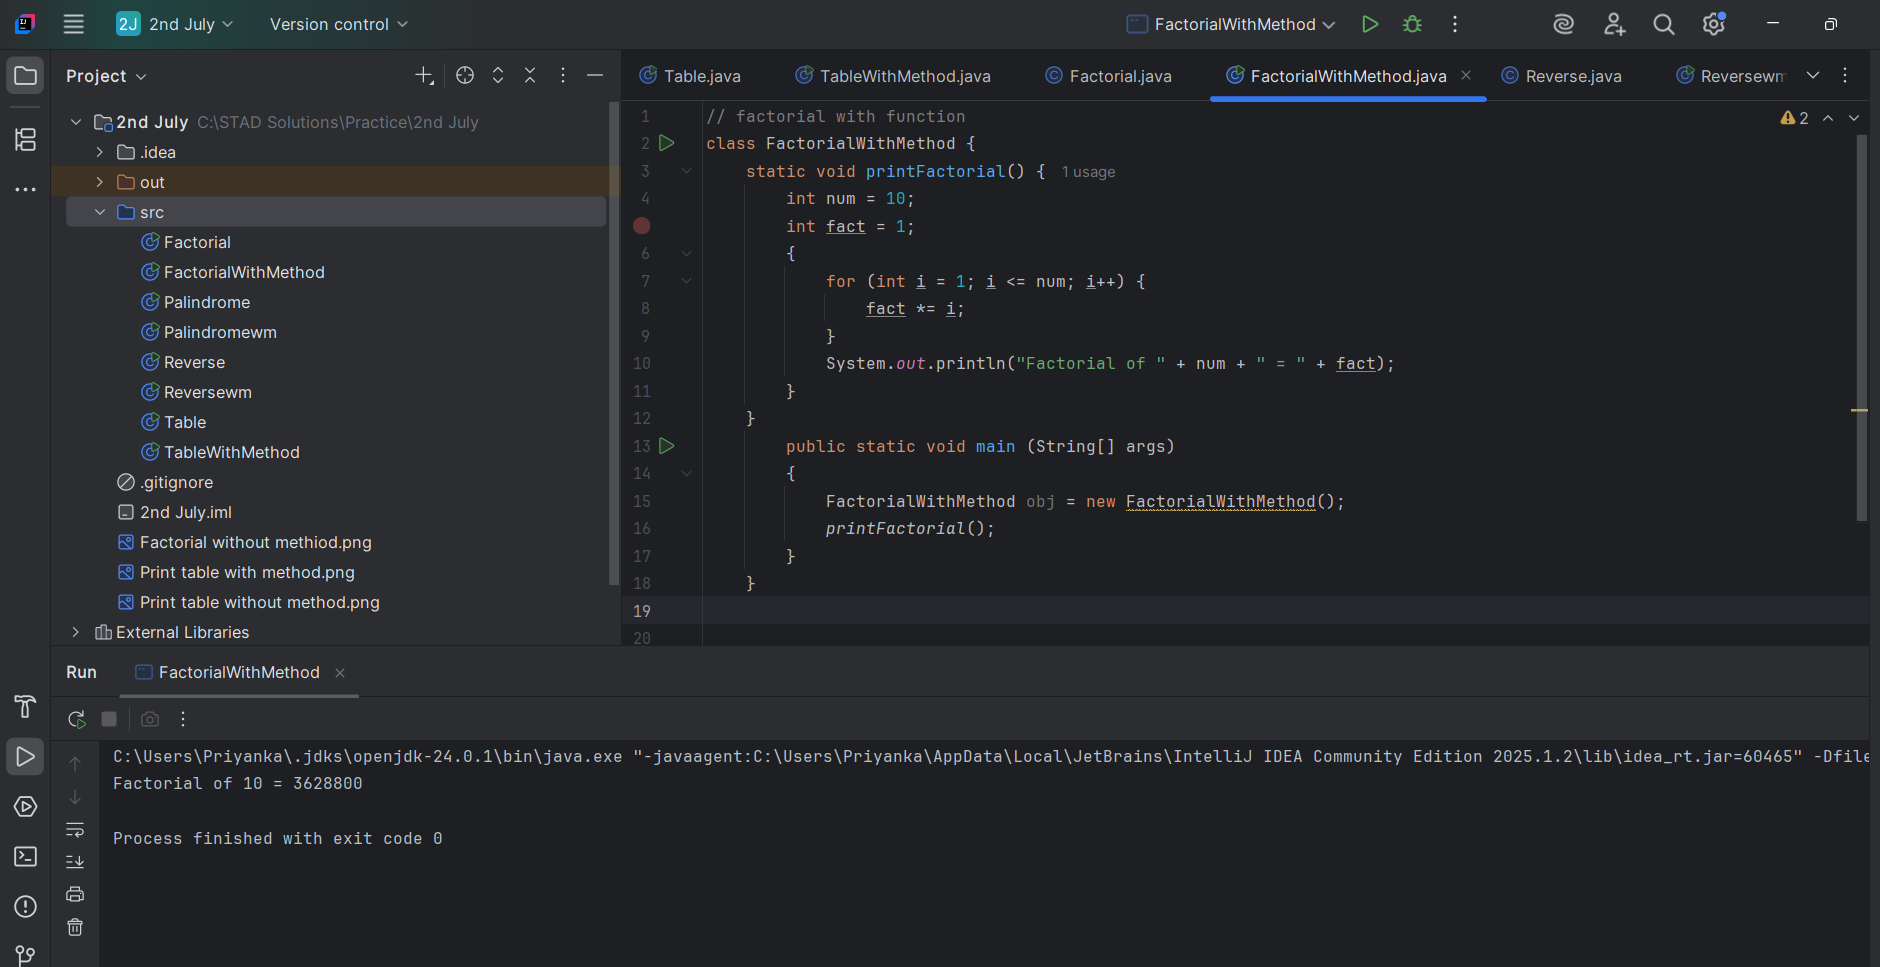 2J 2nd July Version control FactorialWithMethod
Project
Table.java TableWithMethod.java Factorial.java FactorialWithMethod.java Reverse.java Reversewm
2nd July C:\STAD Solutions\Practice\2nd July
.idea
out
src
Factorial
FactorialWithMethod
Palindrome
Palindromewm
Reverse
Reversewm
Table
TableWithMethod
.gitignore
2nd July.iml
Factorial without methiod.png
Print table with method.png
Print table without method.png
External Libraries
2
1 // factorial with function
2 class FactorialWithMethod {
3 static void printFactorial() { 1 usage
4 int num = 10;
int fact = 1;
6 {
7 for (int i = 1; i <= num; i++) {
8 fact *= i;
9 }
10 System.out.println("Factorial of " + num + " = " + fact);
11 }
12 }
13 public static void main (String[] args)
14 {
15 FactorialWithMethod obj = new FactorialWithMethod();
16 printFactorial();
17 }
18 }
19
20
Run FactorialWithMethod
C:\Users\Priyanka\.jdks\openjdk-24.0.1\bin\java.exe "-javaagent:C:\Users\Priyanka\AppData\Local\JetBrains\IntelliJ IDEA Community Edition 2025.1.2\lib\idea_rt.jar=60465" -Dfile
Factorial of 10 = 3628800
Process finished with exit code 0